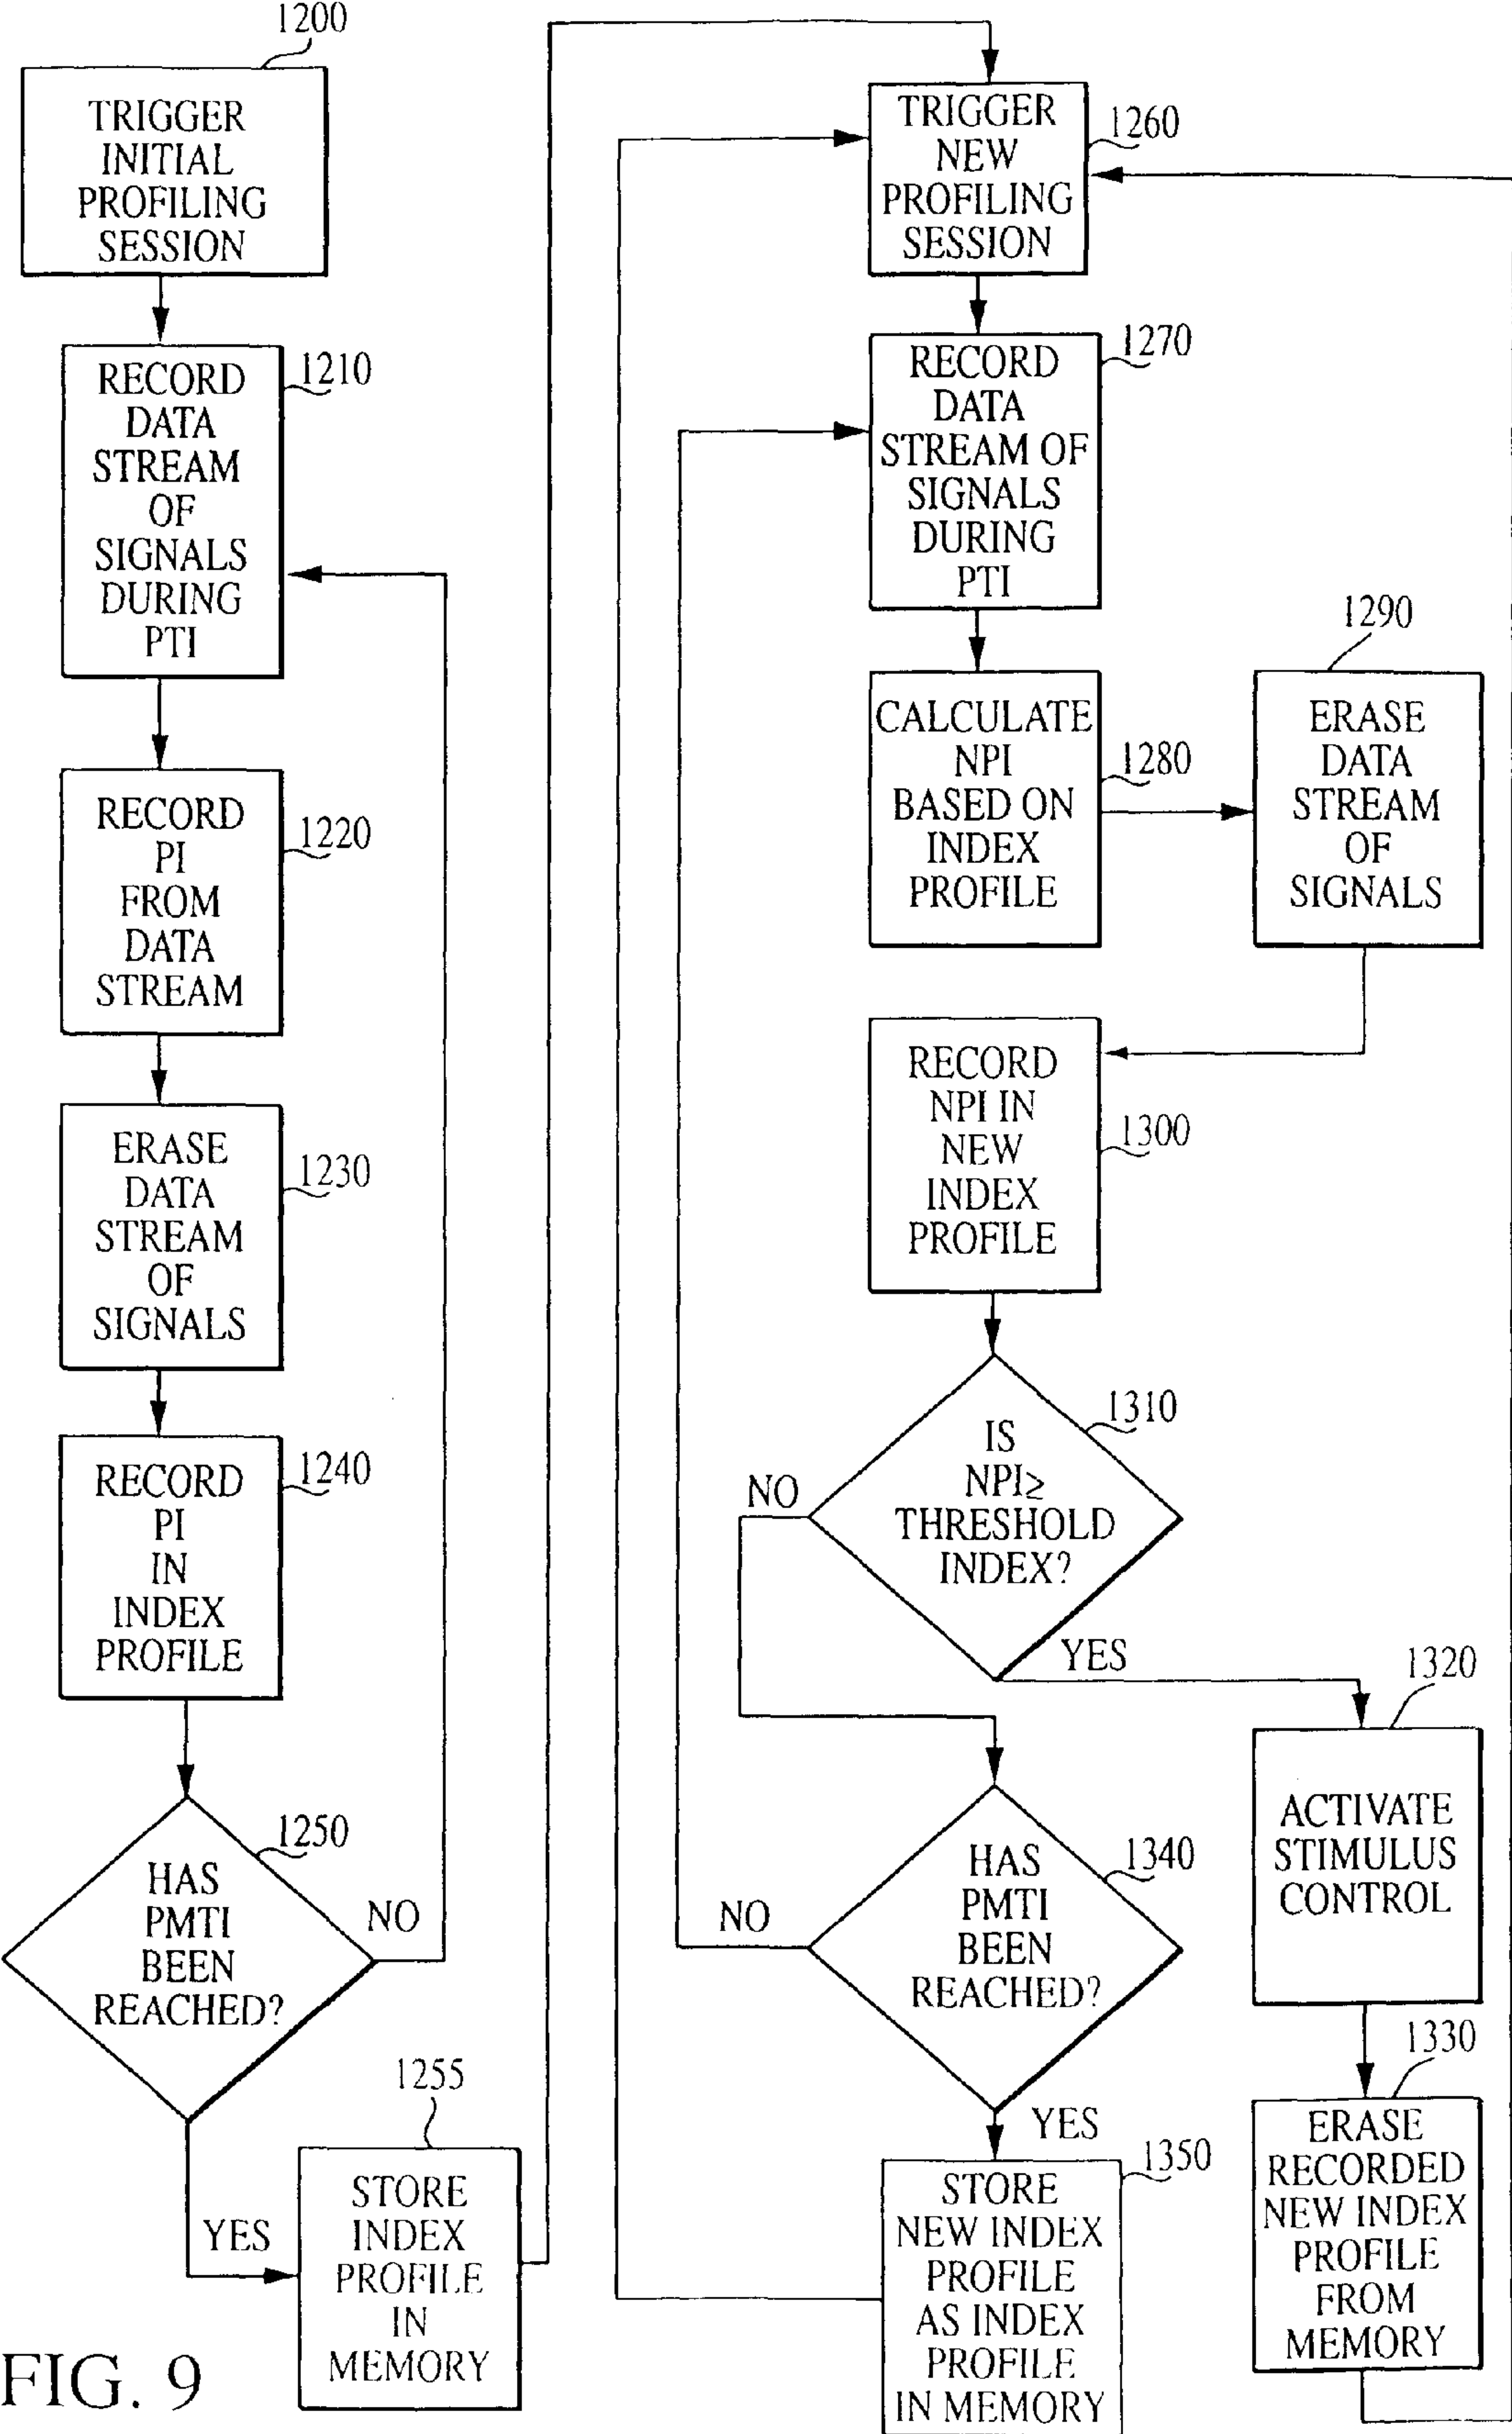 1200
TRIGGER
INITIAL
PROFILING
SESSION
1210
RECORD
DATA
STREAM
OF
SIGNALS
DURING
PTI
1220
RECORD
PI
FROM
DATA
STREAM
1230
ERASE
DATA
STREAM
OF
SIGNALS
1240
RECORD
PI
IN
INDEX
PROFILE
1250
HAS
PMTI
BEEN
REACHED?
NO
YES
1255
STORE
INDEX
PROFILE
IN
MEMORY
1260
TRIGGER
NEW
PROFILING
SESSION
1270
RECORD
DATA
STREAM OF
SIGNALS
DURING
PTI
1280
CALCULATE
NPI
BASED ON
INDEX
PROFILE
1290
ERASE
DATA
STREAM
OF
SIGNALS
1300
RECORD
NPI IN
NEW
INDEX
PROFILE
1310
IS
NPI≥
THRESHOLD
INDEX?
NO
YES
1320
ACTIVATE
STIMULUS
CONTROL
1330
ERASE
RECORDED
NEW INDEX
PROFILE
FROM
MEMORY
1340
HAS
PMTI
BEEN
REACHED?
NO
YES
1350
STORE
NEW INDEX
PROFILE
AS INDEX
PROFILE
IN MEMORY
FIG. 9